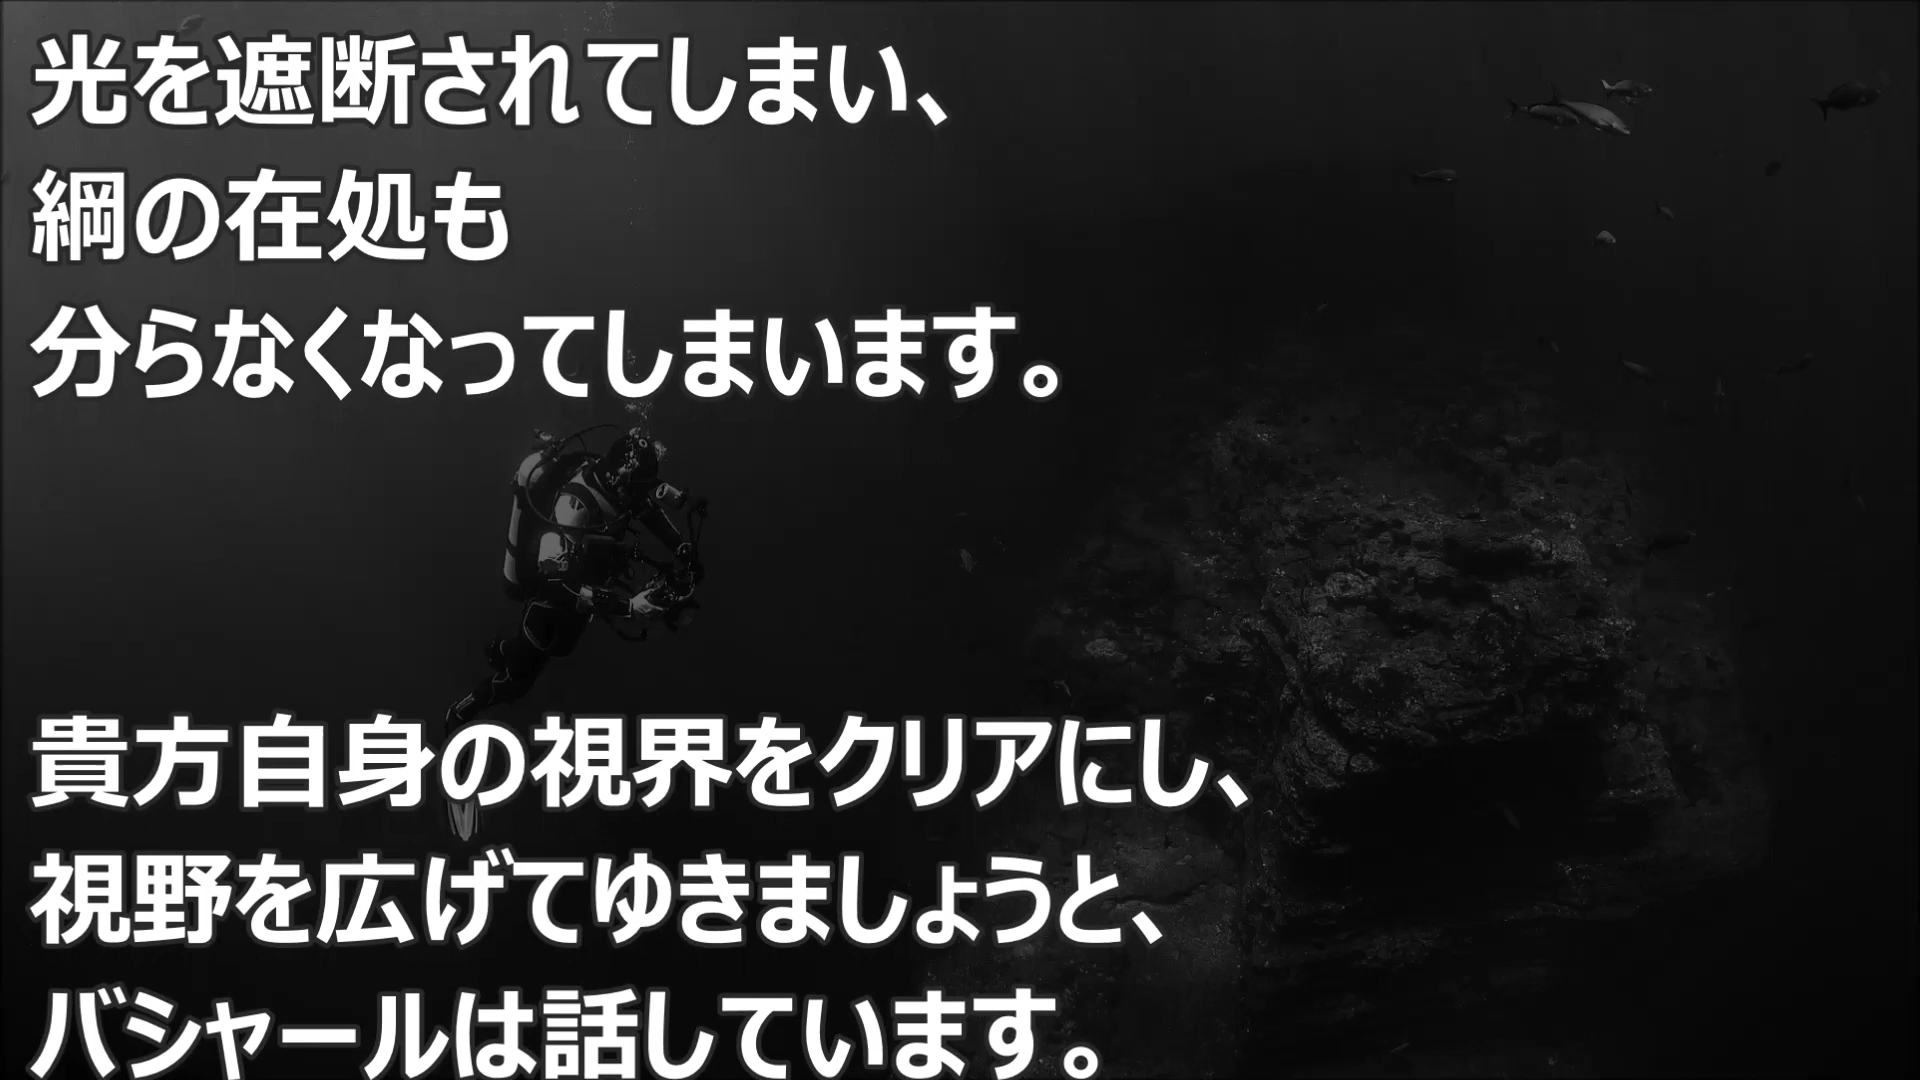 光を遮断されてしまい、
綱の在処も
分らなくなってしまいます。
貴方自身の視界をクリアにし、
視野を広げてゆきましょうと、
バシャールは話しています。